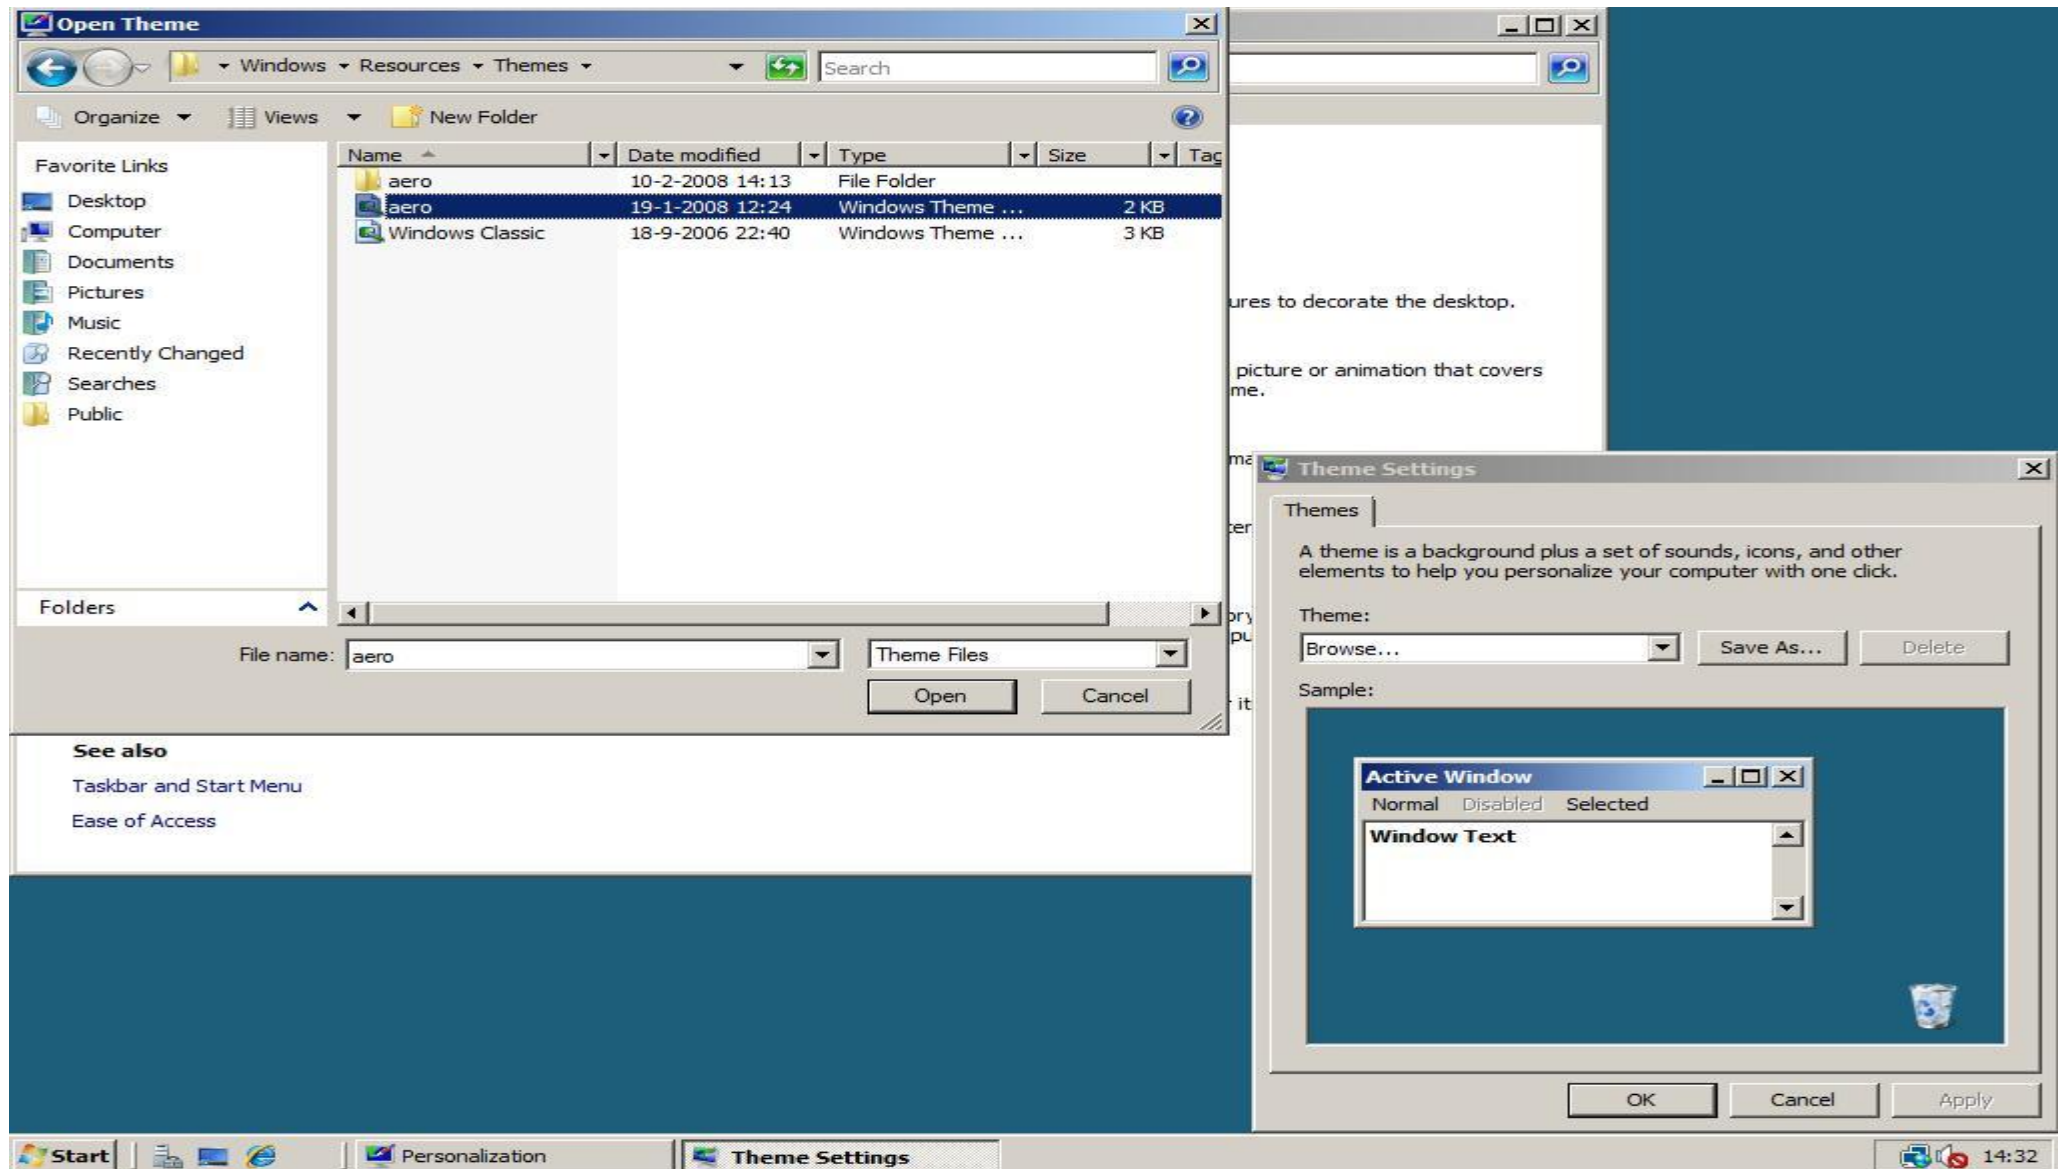 Open Theme
Windows Resources Themes
Search
Organize Views New Folder
Favorite Links
Desktop
Computer
Documents
Pictures
Music
Recently Changed
Searches
Public
Folders
Name Date modified Type Size Tag
aero 10-2-2008 14:13 File Folder
aero 19-1-2008 12:24 Windows Theme ... 2 KB
Windows Classic 18-9-2006 22:40 Windows Theme ... 3 KB
File name: aero Theme Files
Open Cancel
ures to decorate the desktop.
picture or animation that covers
me.
See also
Taskbar and Start Menu
Ease of Access
Theme Settings
Themes
A theme is a background plus a set of sounds, icons, and other
elements to help you personalize your computer with one click.
Theme:
Browse... Save As... Delete
Sample:
Active Window
Normal Disabled Selected
Window Text
OK Cancel Apply
Start Personalization Theme Settings 14:32